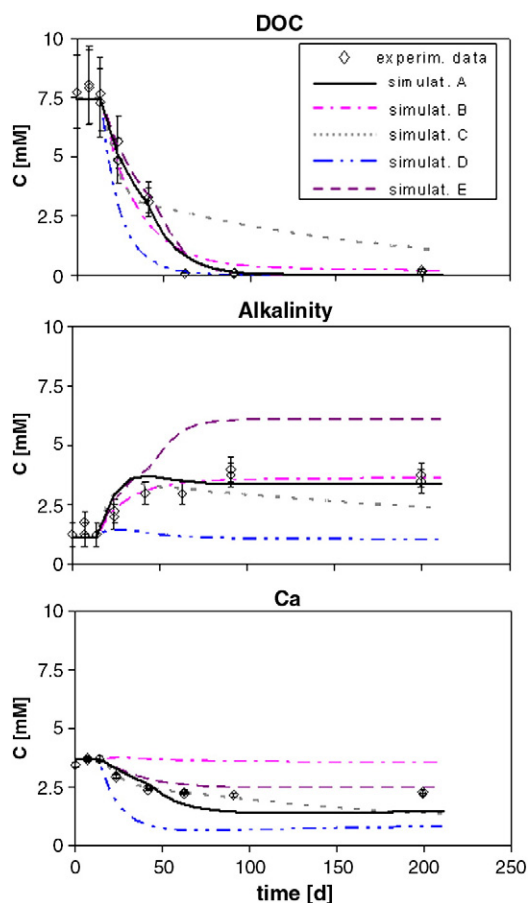 DOC
10
7.5
5
2.5
0
C [mM]
experim. data
simulat. A
simulat. B
simulat. C
simulat. D
simulat. E
Alkalinity
10
7.5
5
2.5
0
C [mM]
Ca
10
7.5
5
2.5
0
C [mM]
0 50 100 150 200 250
time [d]